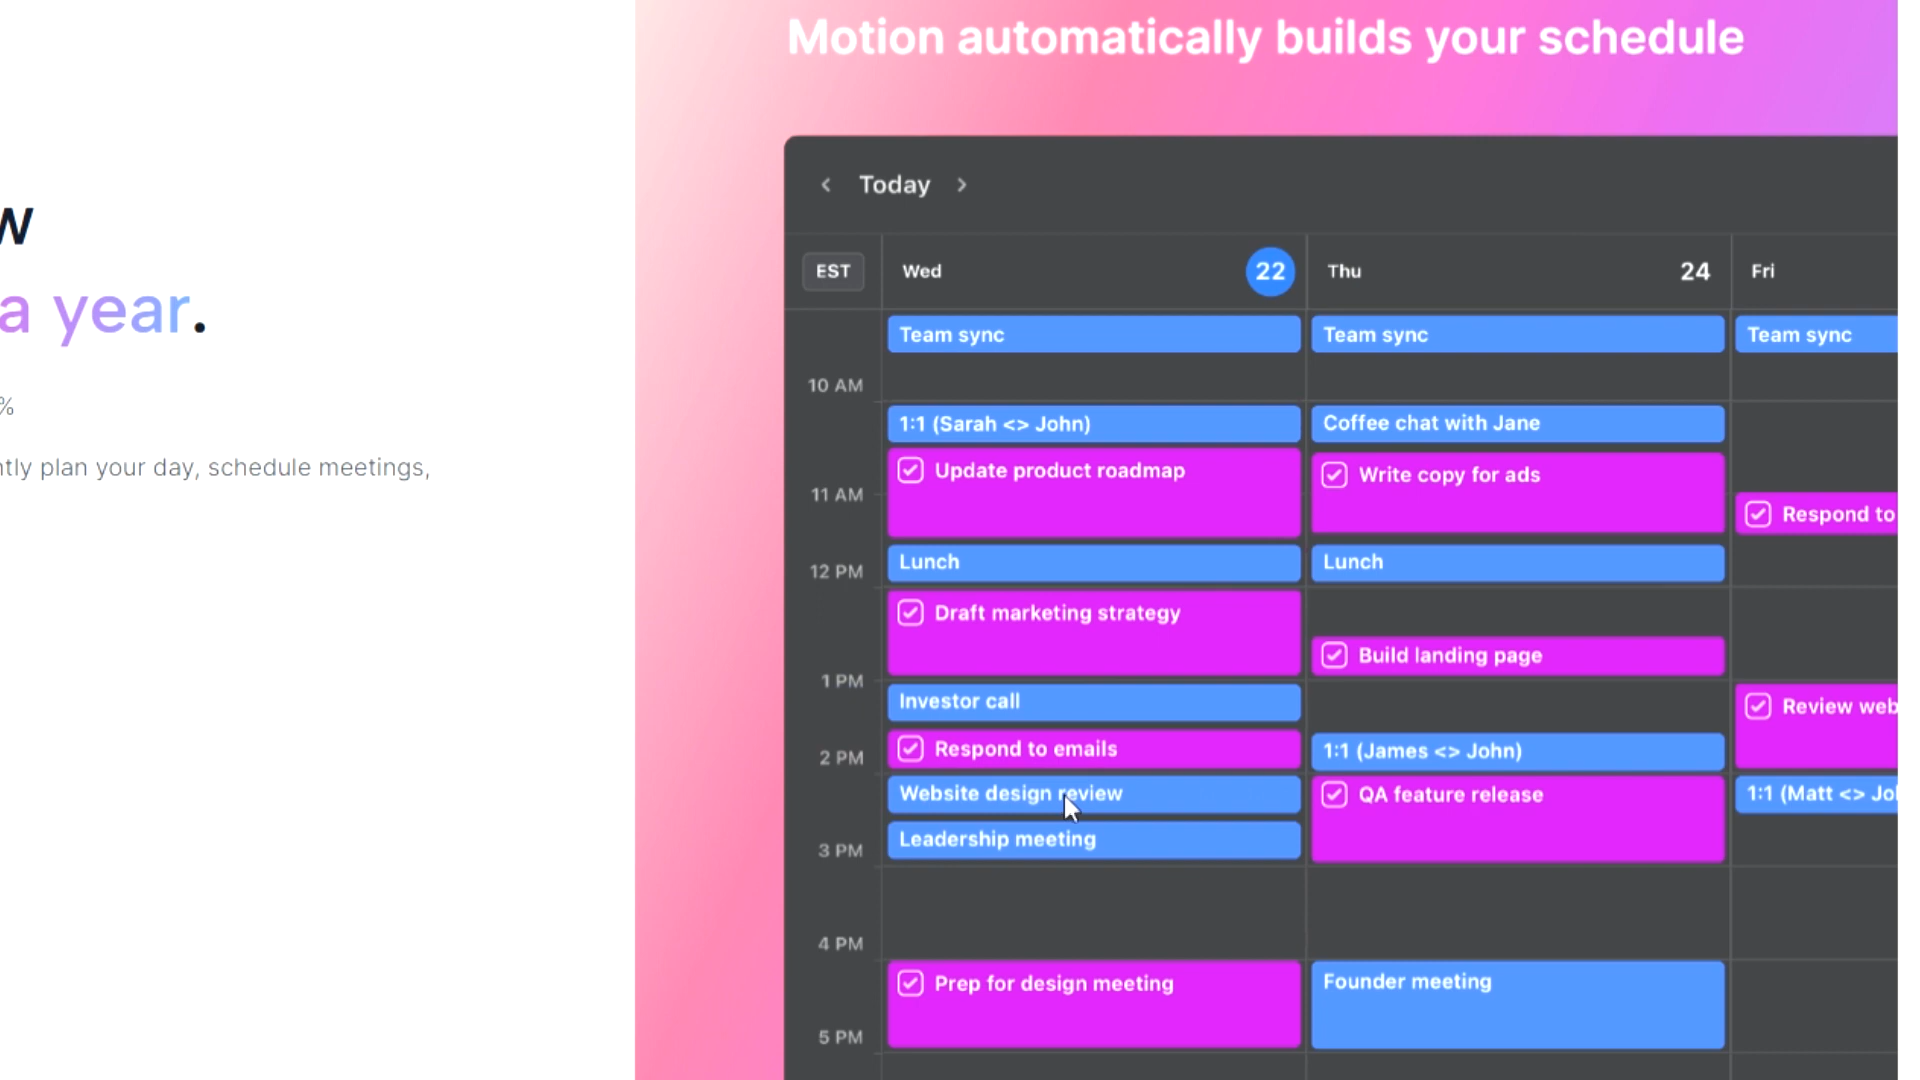 w
a year.
%
ntly plan your day, schedule meetings,
Motion automatically builds your schedule
Today
EST
Wed
22
Thu
24
Fri
Team sync
Team sync
Team sync
10 AM
1:1 (Sarah <> John)
Coffee chat with Jane
Update product roadmap
Write copy for ads
11 AM
Respond to
Lunch
Lunch
12 PM
Draft marketing strategy
Build landing page
1 PM
Investor call
Review web
Respond to emails
1:1 (James <> John)
2 PM
Website design review
QA feature release
1:1 (Matt <> Jo
Leadership meeting
3 PM
4 PM
Prep for design meeting
Founder meeting
5 PM